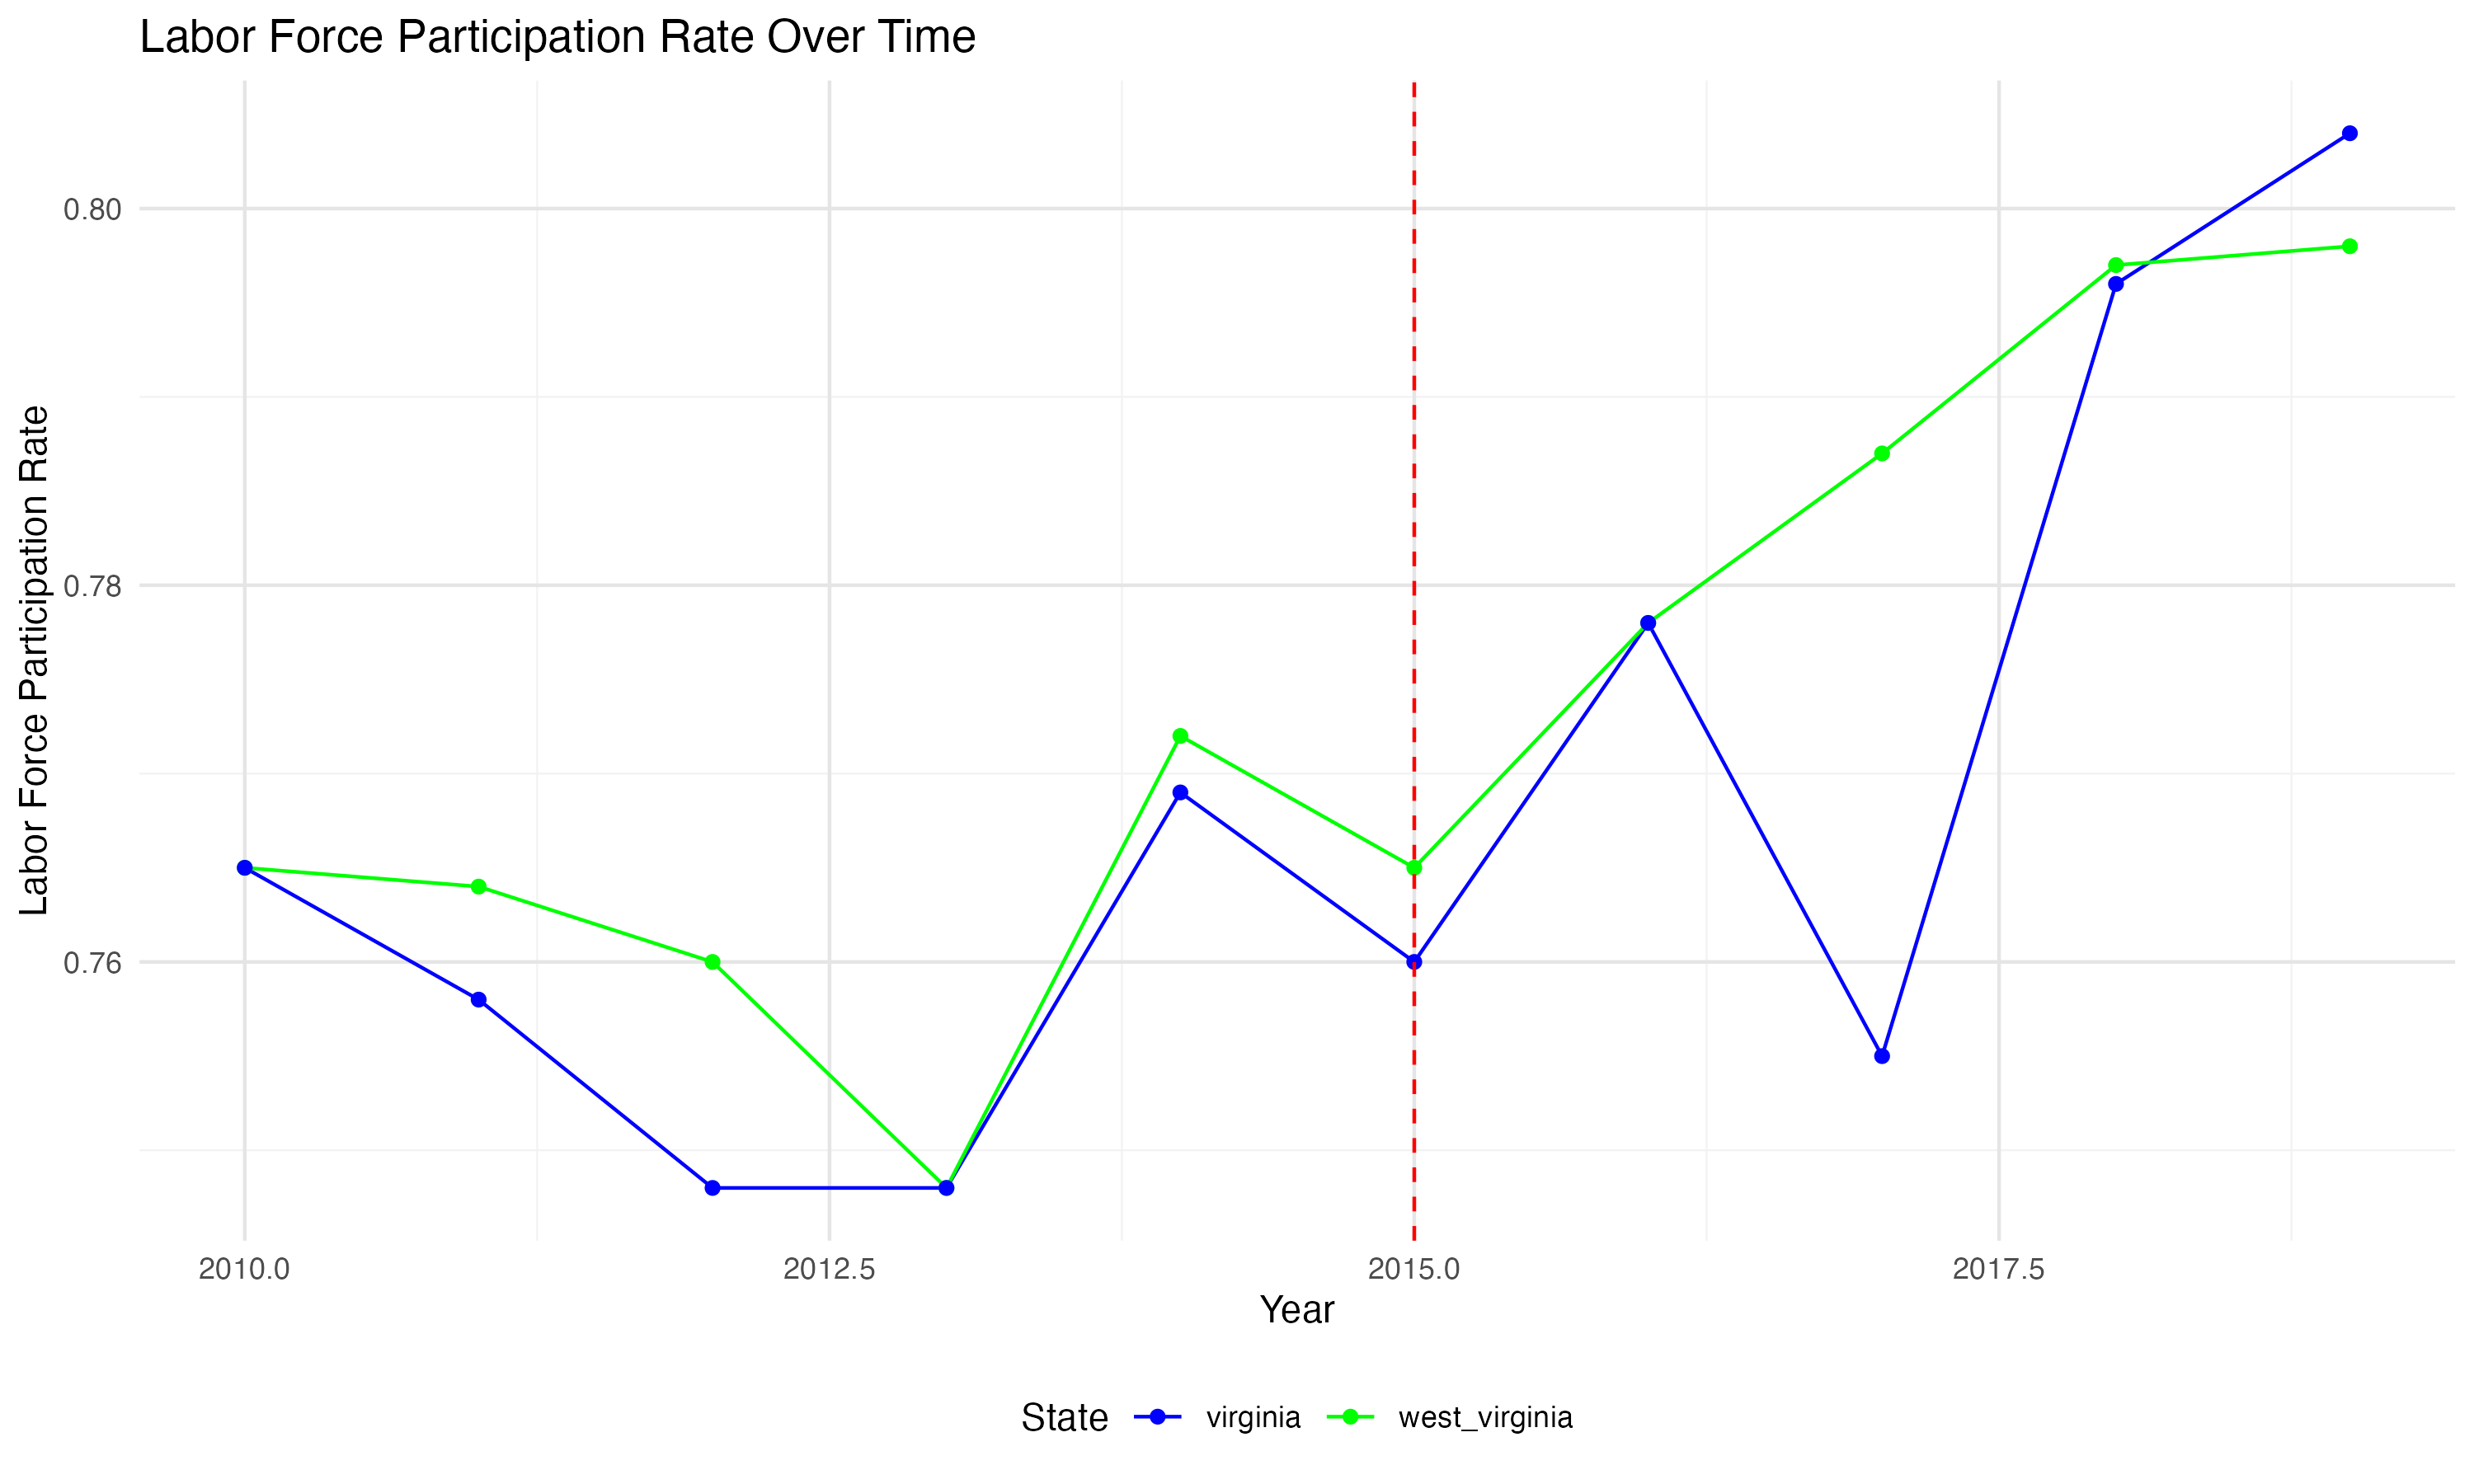 Labor Force Participation Rate Over Time
Labor Force Participation Rate
0.80
0.78
0.76
2010.0 2012.5 2015.0 2017.5
Year
State virginia west_virginia